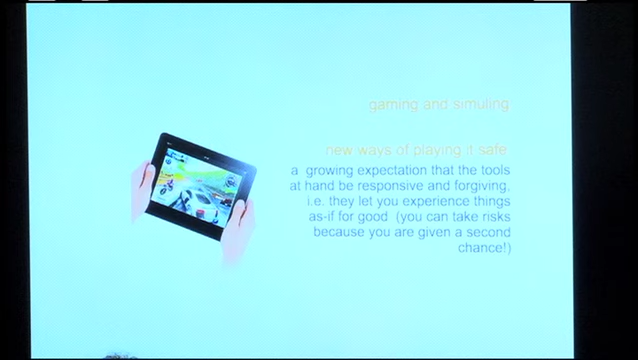 gaming and simuling
new ways of playing it safe
a growing expectation that the tools
at hand be responsive and forgiving,
i.e. they let you experience things
as-if for good (you can take risks
because you are given a second
chance!)